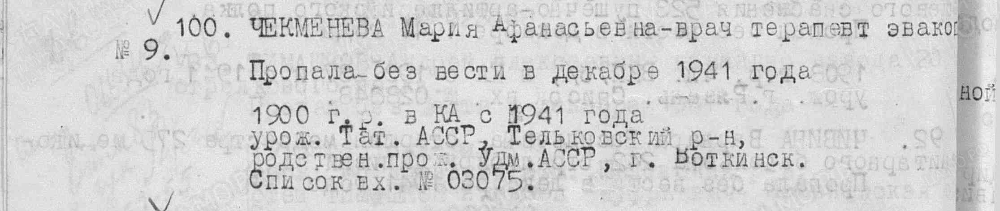 100. ЧЕКМЕНЕВА Мария Афанасьевна-врач терапевт
№ 9.
Пропала без вести в декабре 1941 года
1900 г.р. в КА с 1941 года
урож. Тат. АССР, Тельковский р-н,
родствен.прож. Удм.АССР, г. Воткинск.
Список вх. № 03075.
ной